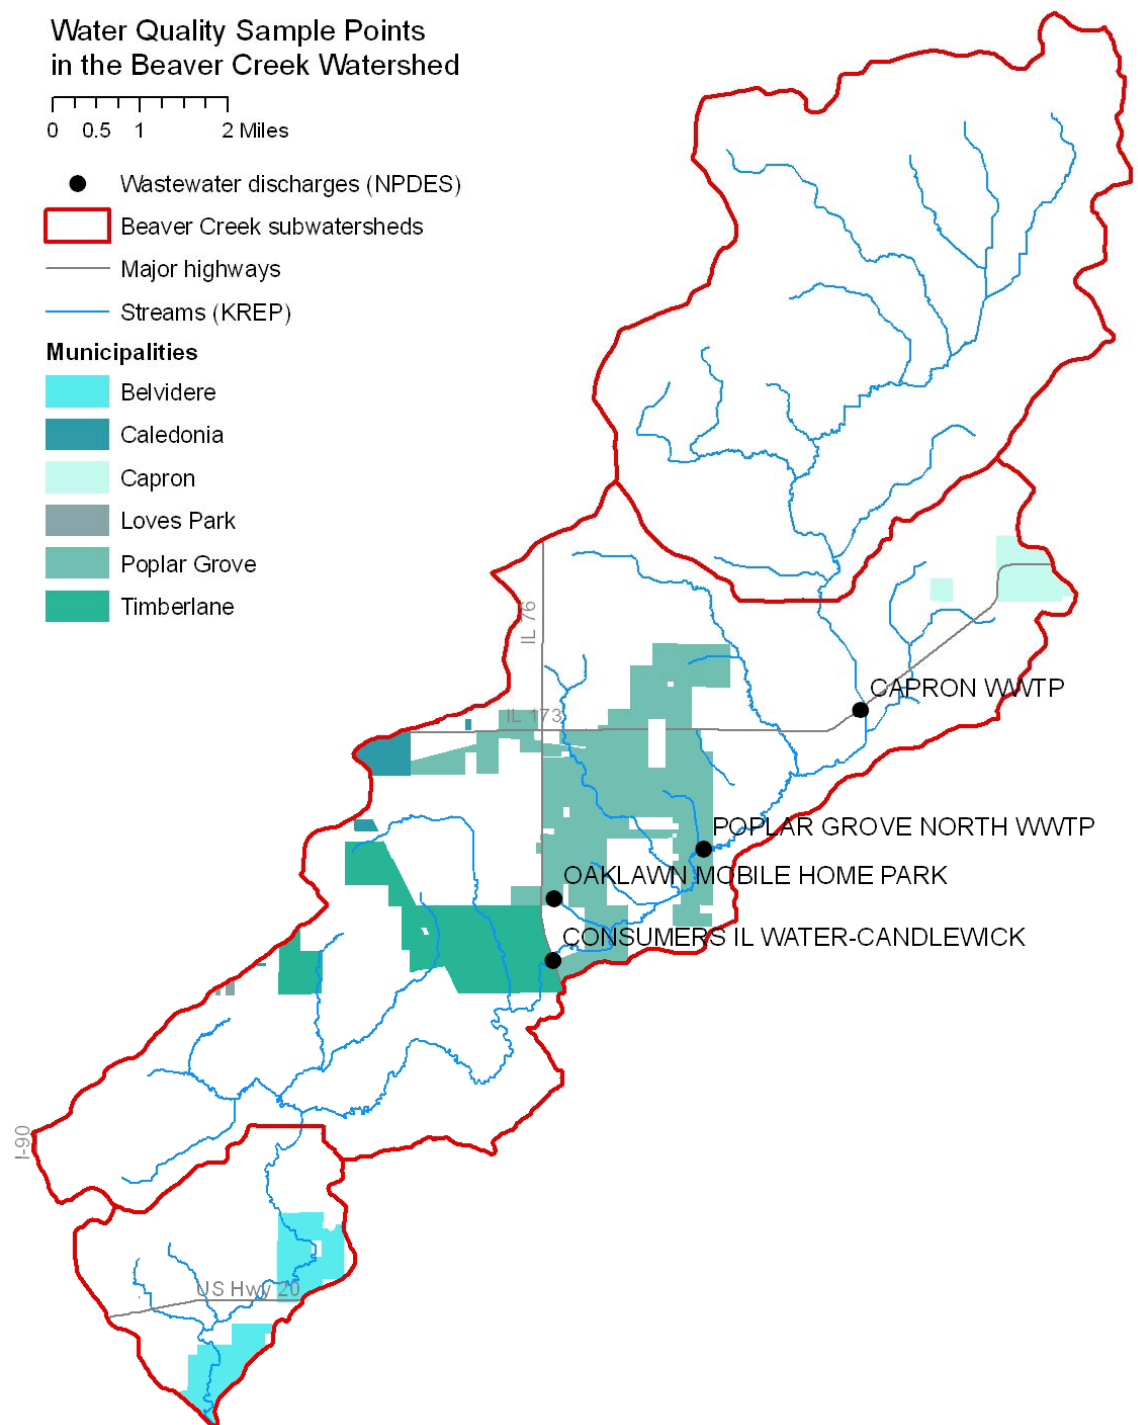 Water Quality Sample Points
in the Beaver Creek Watershed
0 0.5 1 2 Miles
Wastewater discharges (NPDES)
Beaver Creek subwatersheds
Major highways
Streams (KREP)
Municipalities
Belvidere
Caledonia
Capron
Loves Park
Poplar Grove
Timberlane
IL 76
CAPRON WWTP
IL 173
POPLAR GROVE NORTH WWTP
OAKLAWN MOBILE HOME PARK
CONSUMERS IL WATER-CANDLEWICK
I-90
US Hwy 20